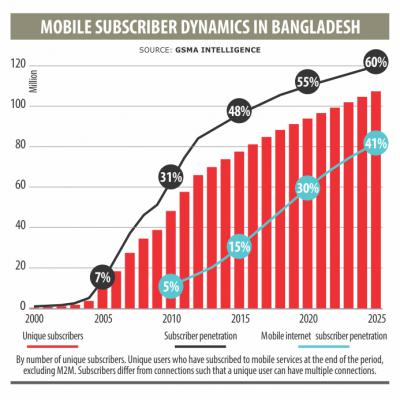 MOBILE SUBSCRIBER DYNAMICS IN BANGLADESH
SOURCE: GSMA INTELLIGENCE
120
Million
60%
55%
100
48%
80
41%
31%
60
30%
40
15%
20
7%
5%
0
2000 2005 2010 2015 2020 2025
Unique subscribers Subscriber penetration Mobile internet subscriber penetration
By number of unique subscribers. Unique users who have subscribed to mobile services at the end of the period,
excluding M2M. Subscribers differ from connections such that a unique user can have multiple connections.